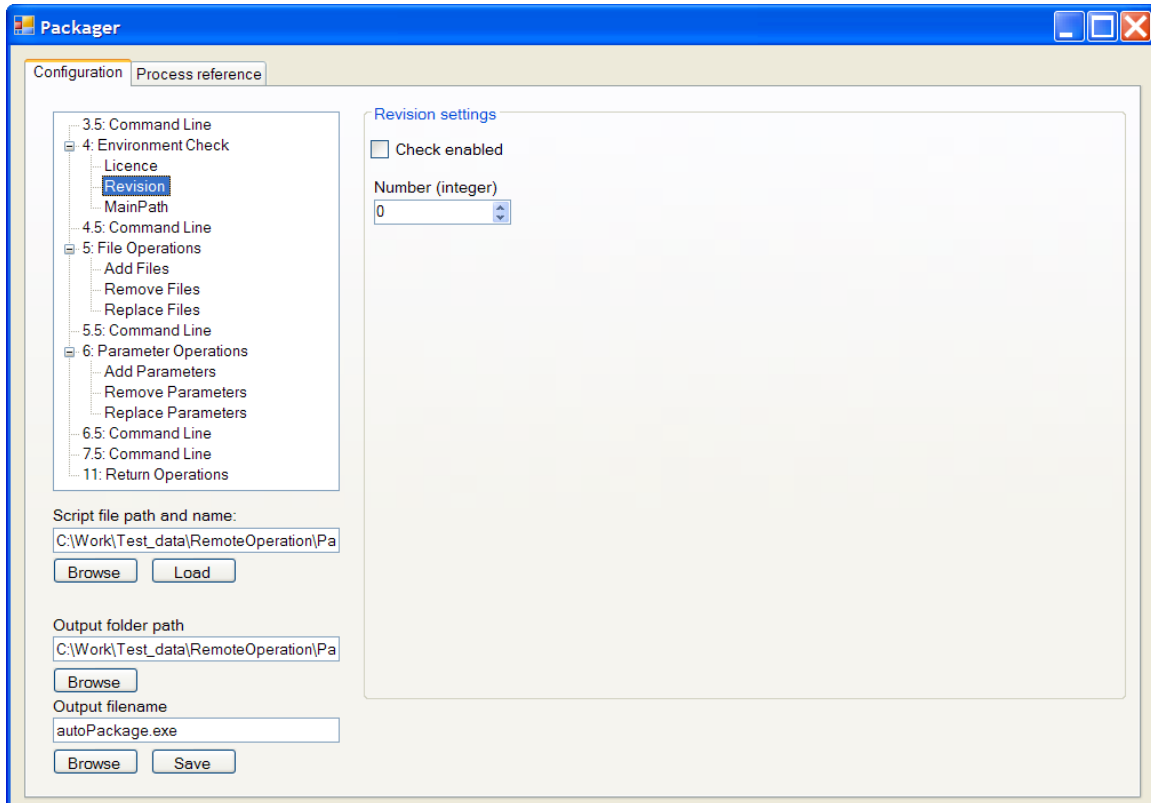 Packager
Configuration
Process reference
3.5: Command Line
4: Environment Check
Licence
Revision
MainPath
4.5: Command Line
5: File Operations
Add Files
Remove Files
Replace Files
5.5: Command Line
6: Parameter Operations
Add Parameters
Remove Parameters
Replace Parameters
6.5: Command Line
7.5: Command Line
11: Return Operations
Script file path and name:
C:\Work\Test_data\RemoteOperation\Pa
Browse
Load
Output folder path
C:\Work\Test_data\RemoteOperation\Pa
Browse
Output filename
autoPackage.exe
Browse
Save
Revision settings
Check enabled
Number (integer)
0